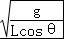 √(g / (Lcos θ))